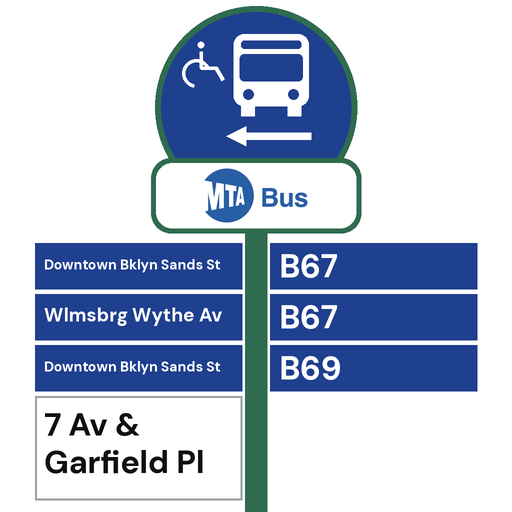 MTA Bus
Downtown Bklyn Sands St B67
Wlmsbrg Wythe Av B67
Downtown Bklyn Sands St B69
7 Av &
Garfield Pl